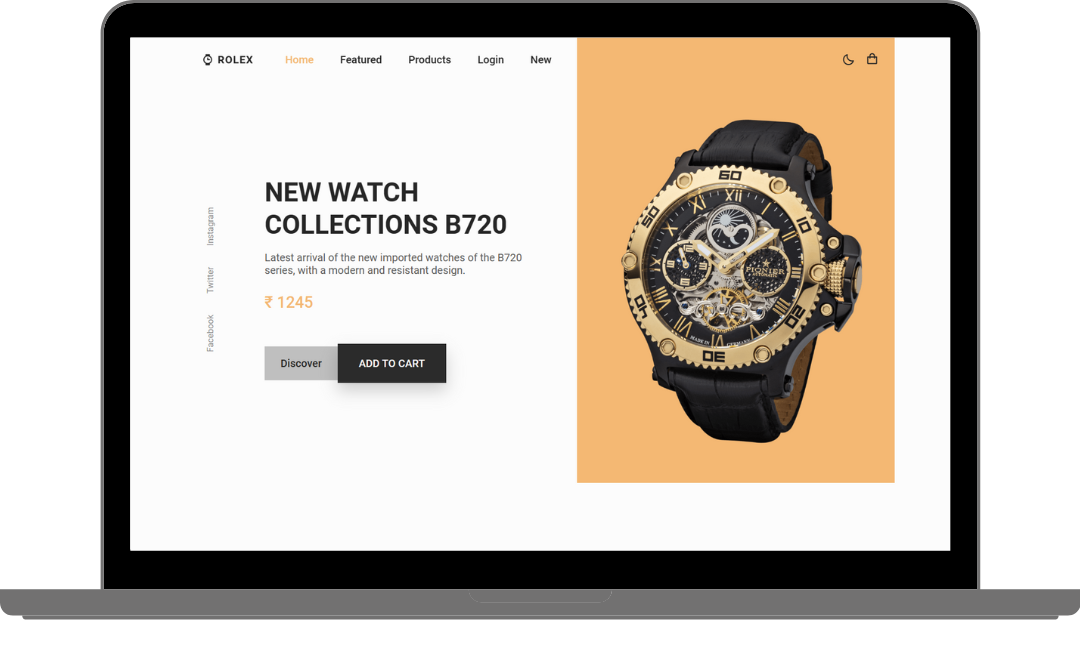 ROLEX
Home
Featured
Products
Login
New
Instagram
Twitter
Facebook
NEW WATCH
COLLECTIONS B720
Latest arrival of the new imported watches of the B720
series, with a modern and resistant design.
₹ 1245
Discover
ADD TO CART
60
50
10
XII
XI
X
PIONIER
AUTOMATIC
MADE IN
GERMANY
20
40
30